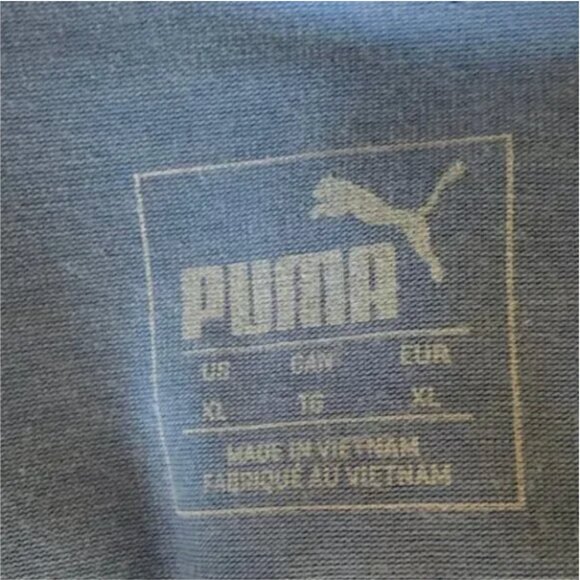 PUMA
US CAN EUR
XL TG XL
MADE IN VIETNAM
FABRIQUÉ AU VIETNAM